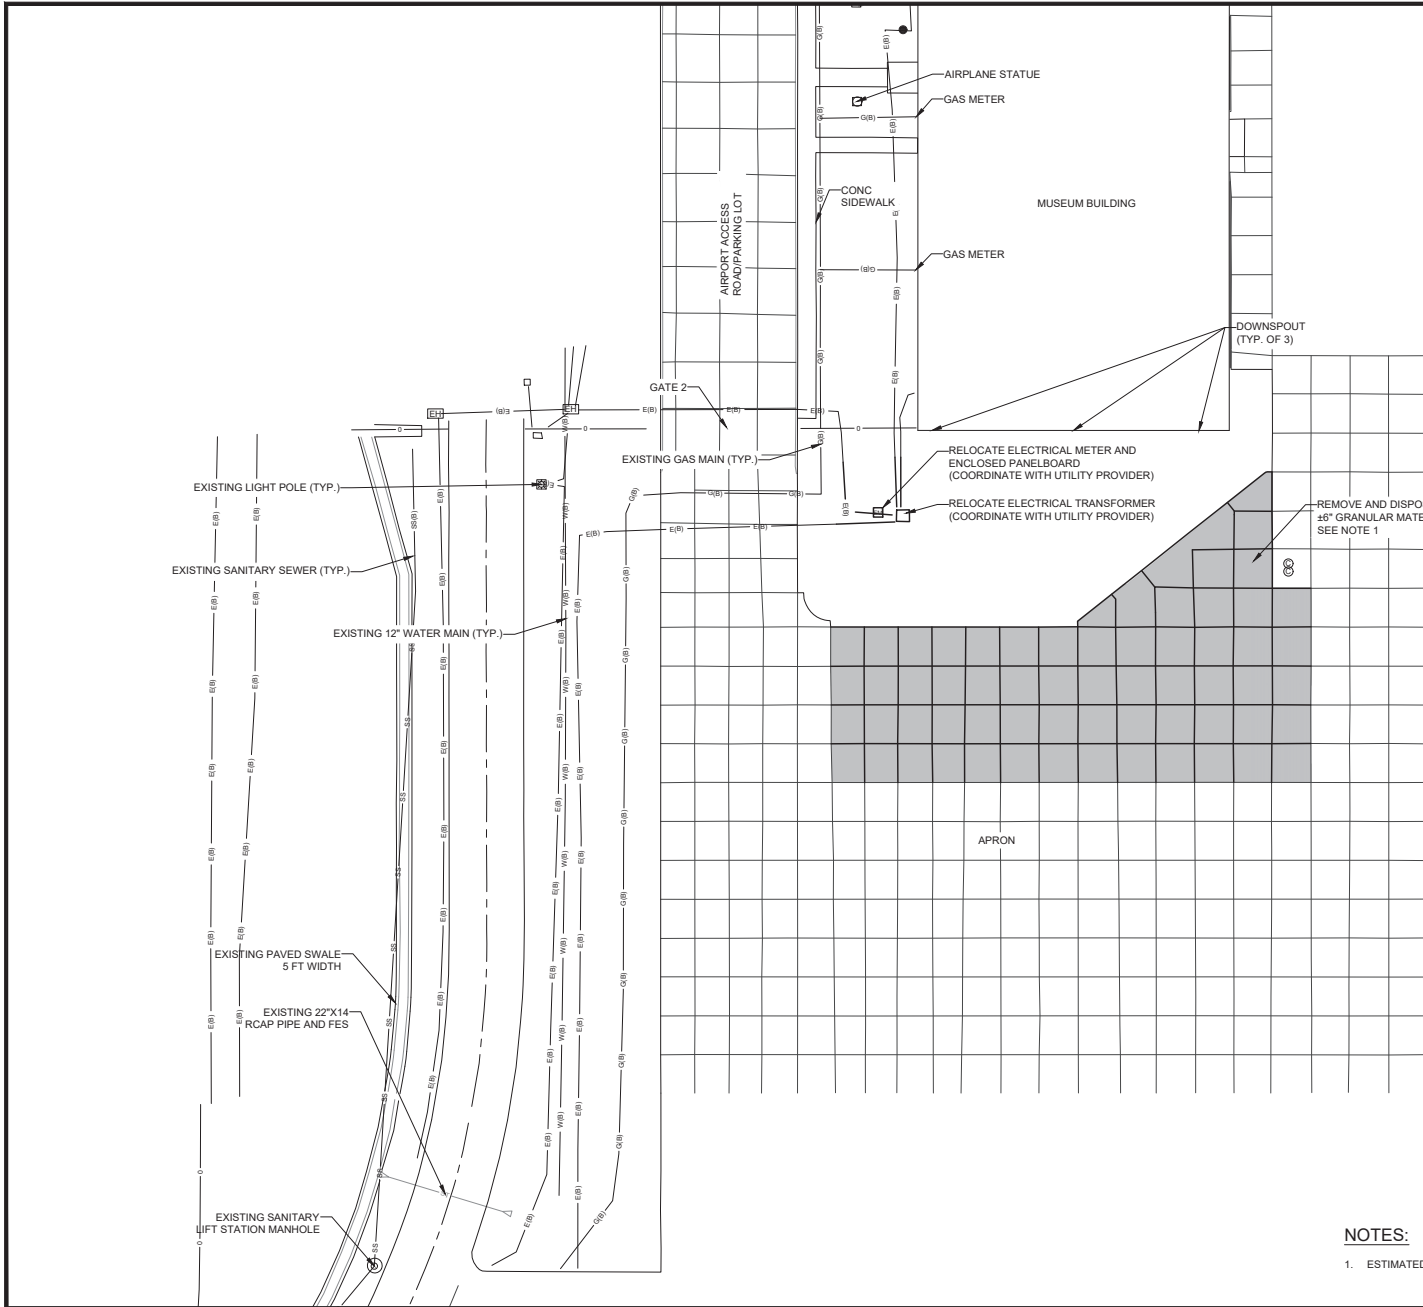 AIRPLANE STATUE
GAS METER
CONC
SIDEWALK
MUSEUM BUILDING
AIRPORT ACCESS
ROAD/PARKING LOT
GAS METER
DOWNSPOUT
(TYP. OF 3)
GATE 2
EXISTING GAS MAIN (TYP.)
RELOCATE ELECTRICAL METER AND
ENCLOSED PANELBOARD
(COORDINATE WITH UTILITY PROVIDER)
EXISTING LIGHT POLE (TYP.)
RELOCATE ELECTRICAL TRANSFORMER
(COORDINATE WITH UTILITY PROVIDER)
REMOVE AND DISPO
±6" GRANULAR MATE
SEE NOTE 1
EXISTING SANITARY SEWER (TYP.)
EXISTING 12" WATER MAIN (TYP.)
APRON
EXISTING PAVED SWALE
5 FT WIDTH
EXISTING 22"X14
RCAP PIPE AND FES
EXISTING SANITARY
LIFT STATION MANHOLE
NOTES:
1. ESTIMATED
EH
EH
E(B)
G(B)
W(B)
SS(B)
SS